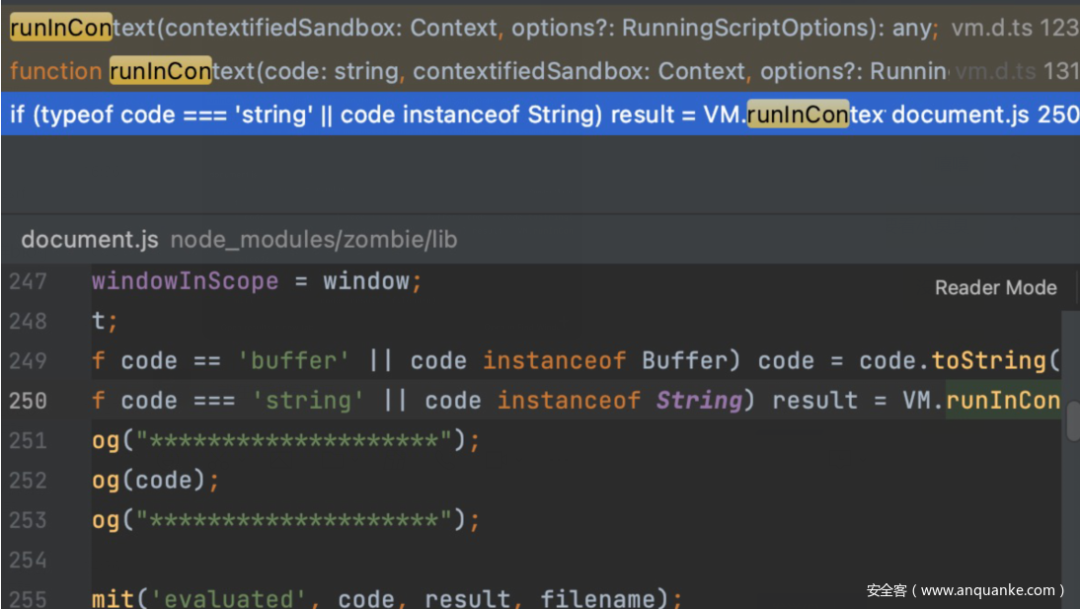 runInContext(contextifiedSandbox: Context, options?: RunningScriptOptions): any; vm.d.ts 123
function runInContext(code: string, contextifiedSandbox: Context, options?: Runnin vm.d.ts 131
if (typeof code === 'string' || code instanceof String) result = VM.runInContex document.js 250
document.js node_modules/zombie/lib
247 windowInScope = window;
Reader Mode
248 t;
249 f code == 'buffer' || code instanceof Buffer) code = code.toString(
250 f code === 'string' || code instanceof String) result = VM.runInCon
251 og("********************");
252 og(code);
253 og("********************");
254
255 mit('evaluated', code, result, filename);
安全客（www.anquanke.com）